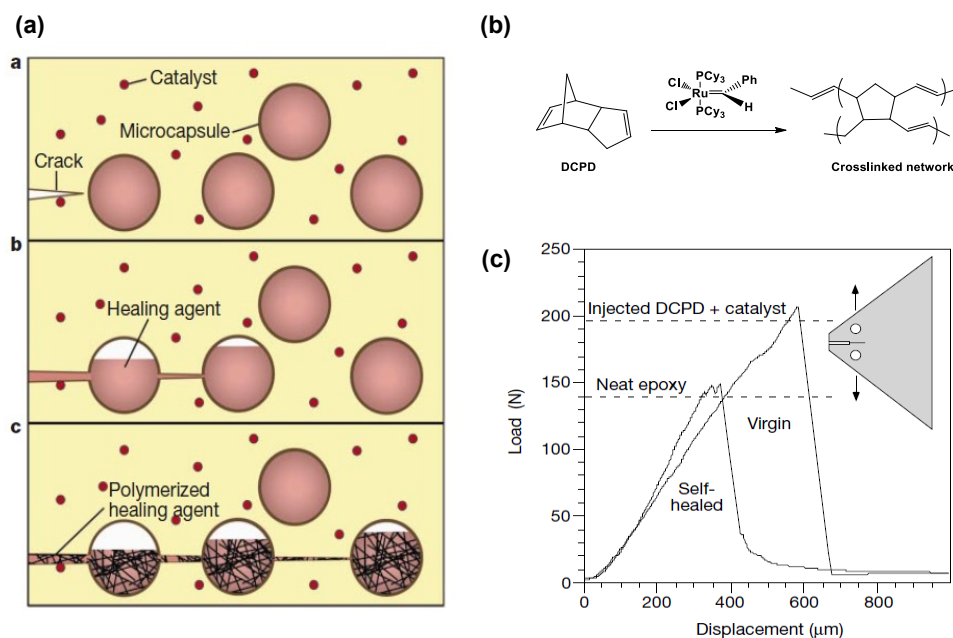 (a)
a
Catalyst
Microcapsule
Crack
b
Healing agent
c
Polymerized
healing agent
(b)
PCy3
Cl
Ph
Ru
Cl
H
PCy3
DCPD
Crosslinked network
(c)
250
200
150
100
50
0
Load (N)
Injected DCPD + catalyst
Neat epoxy
Virgin
Self-
healed
0
200
400
600
800
Displacement (µm)